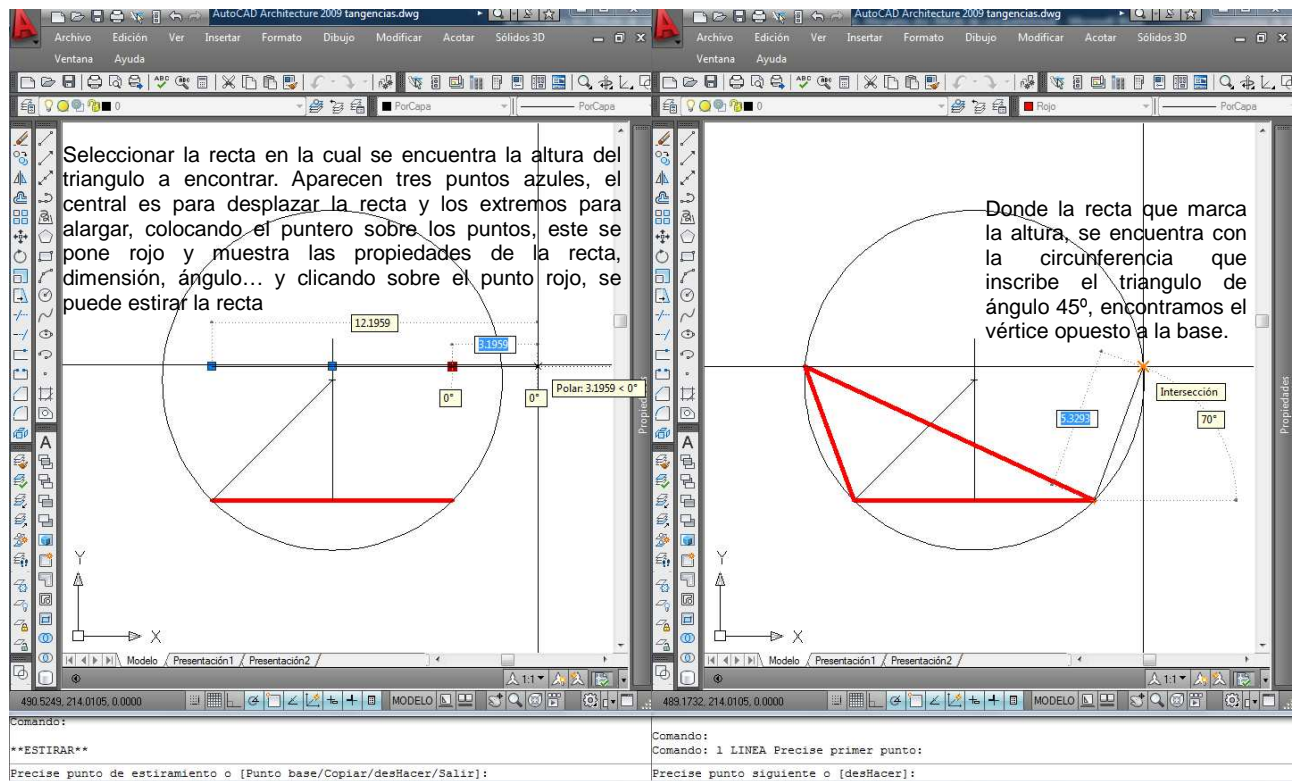 AutoCAD Architecture 2009 tangencias.dwg
Archivo Edición Ver Insertar Formato Dibujo Modificar Acotar Sólidos 3D
Ventana Ayuda
0 PorCapa PorCapa
Seleccionar la recta en la cual se encuentra la altura del
triangulo a encontrar. Aparecen tres puntos azules, el
central es para desplazar la recta y los extremos para
alargar, colocando el puntero sobre los puntos, este se
pone rojo y muestra las propiedades de la recta,
dimensión, ángulo… y clicando sobre el punto rojo, se
puede estirar la recta
12.1959
3.1959
Polar: 3.1959 < 0°
0°
0°
Propiedades
Y
X
Modelo Presentación1 Presentación2
1:1
490.5249, 214.0105, 0.0000 MODELO
Comando:
**ESTIRAR**
Precise punto de estiramiento o [Punto base/Copiar/desHacer/Salir]:
AutoCAD Architecture 2009 tangencias.dwg
Archivo Edición Ver Insertar Formato Dibujo Modificar Acotar Sólidos 3D
Ventana Ayuda
0 Rojo PorCapa
Donde la recta que marca
la altura, se encuentra con
la circunferencia que
inscribe el triangulo de
ángulo 45º, encontramos el
vértice opuesto a la base.
Intersección
5.3293
70°
Propiedades
Y
X
Modelo Presentación1 Presentación2
1:1
489.1732, 214.0105, 0.0000 MODELO
Comando:
Comando: l LINEA Precise primer punto:
Precise punto siguiente o [desHacer]: